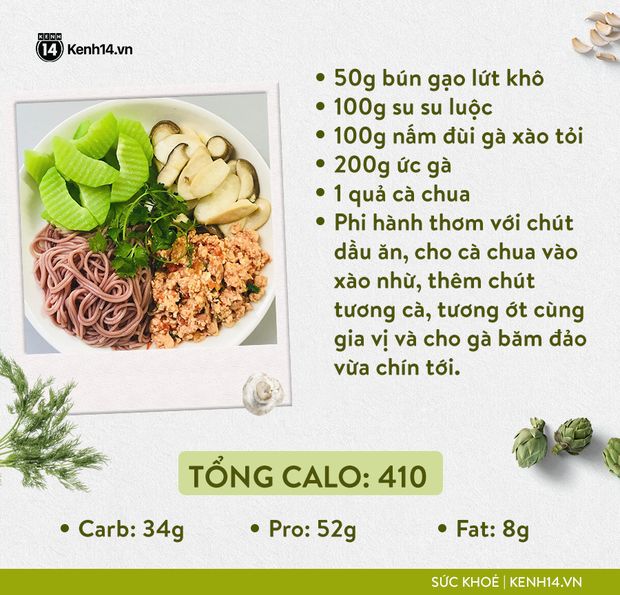 KENH
14
Kenh14.vn
• 50g bún gạo lứt khô
• 100g su su luộc
• 100g nấm đùi gà xào tỏi
• 200g ức gà
• 1 quả cà chua
• Phi hành thơm với chút
dầu ăn, cho cà chua vào
xào nhừ, thêm chút
tương cà, tương ớt cùng
gia vị và cho gà băm đảo
vừa chín tới.
TỔNG CALO: 410
• Carb: 34g
• Pro: 52g
• Fat: 8g
SỨC KHOẺ | KENH14.VN